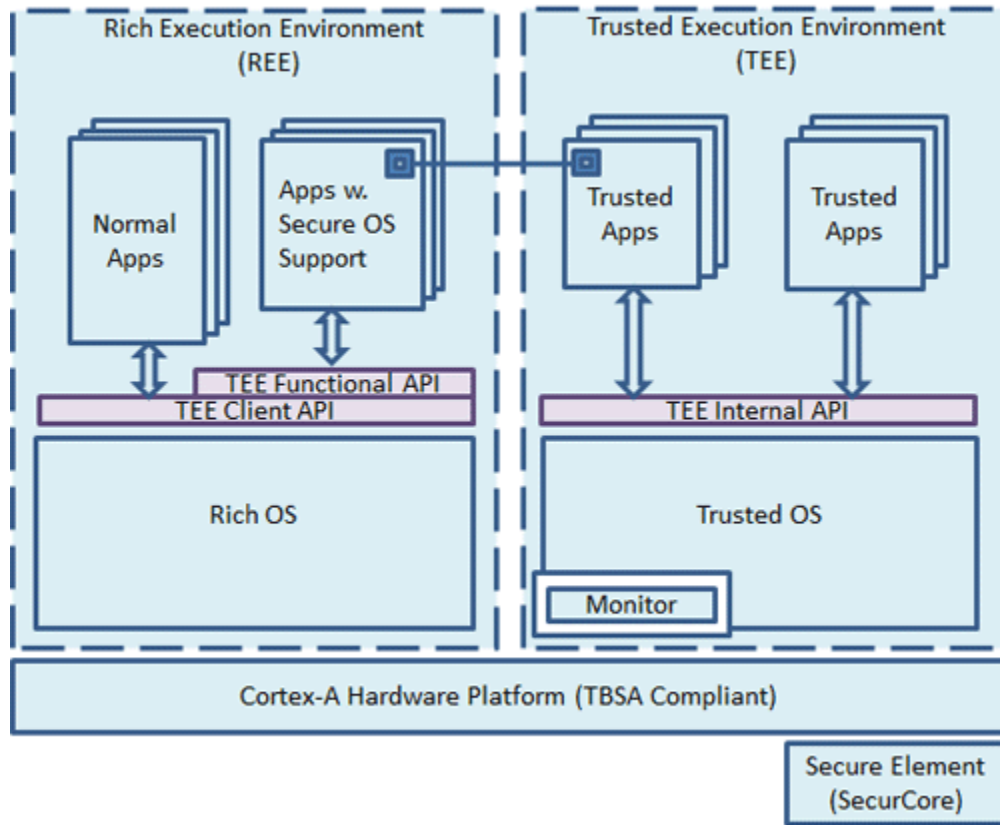 Rich Execution Environment
(REE)
Trusted Execution Environment
(TEE)
Normal
Apps
Apps w.
Secure OS
Support
Trusted
Apps
Trusted
Apps
TEE Functional API
TEE Client API
TEE Internal API
Rich OS
Trusted OS
Monitor
Cortex-A Hardware Platform (TBSA Compliant)
Secure Element
(SecurCore)